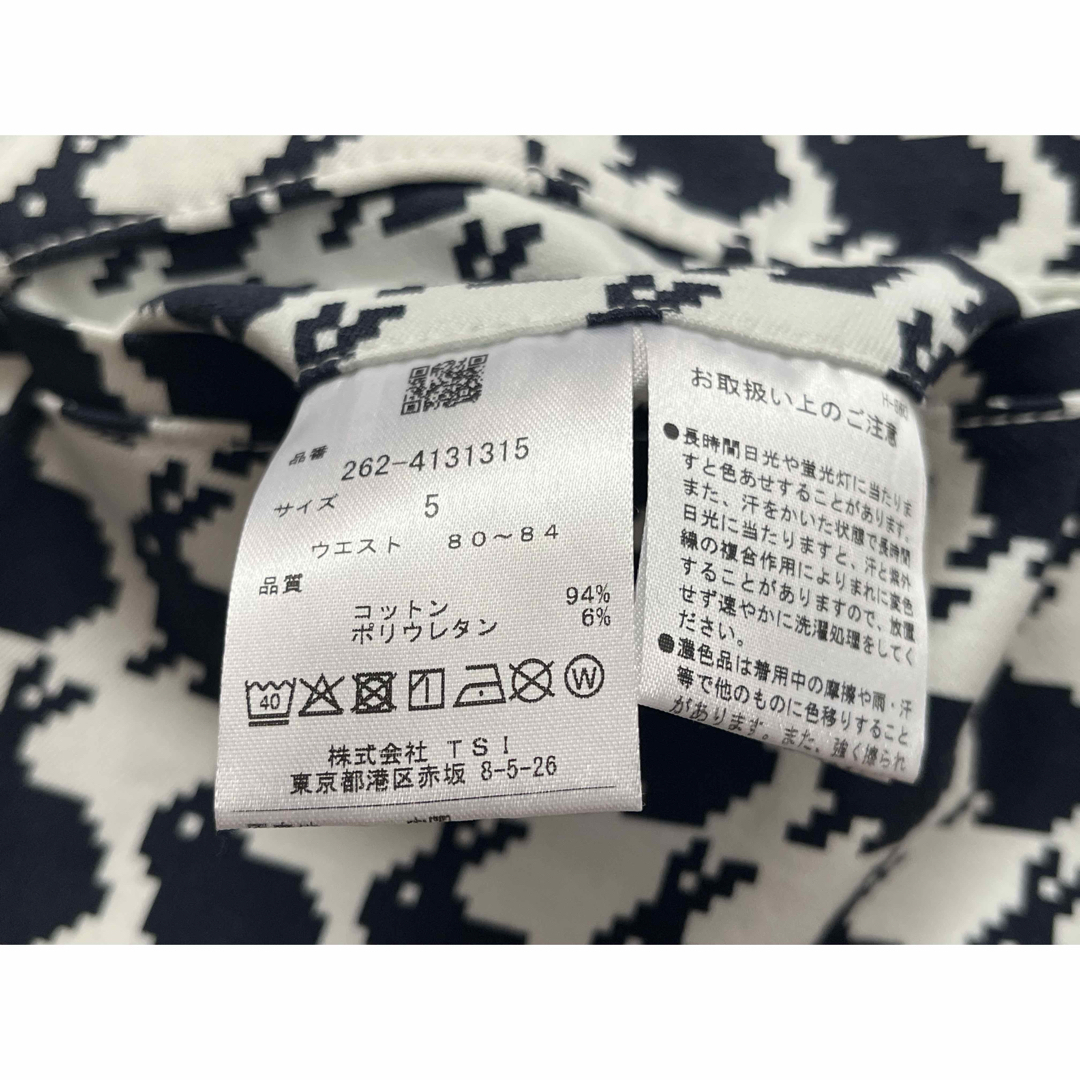 品番 262-4131315
サイズ 5
ウエスト 80～84
品質
コットン 94%
ポリウレタン 6%
40
W
株式会社 TSI
東京都港区赤坂 8-5-26
お取扱い上のご注意
●長時間日光や蛍光灯に当たりま
すと色あせすることがあります。
また、汗をかいた状態で長時間
日光に当たりますと、汗と紫外
線の複合作用によりまれに変色
することがありますので、放置
せず速やかに洗濯処理をしてく
ださい。
●濃色品は着用中の摩擦や雨・汗
等で他のものに色移りすること
があります。また、強く擦られ